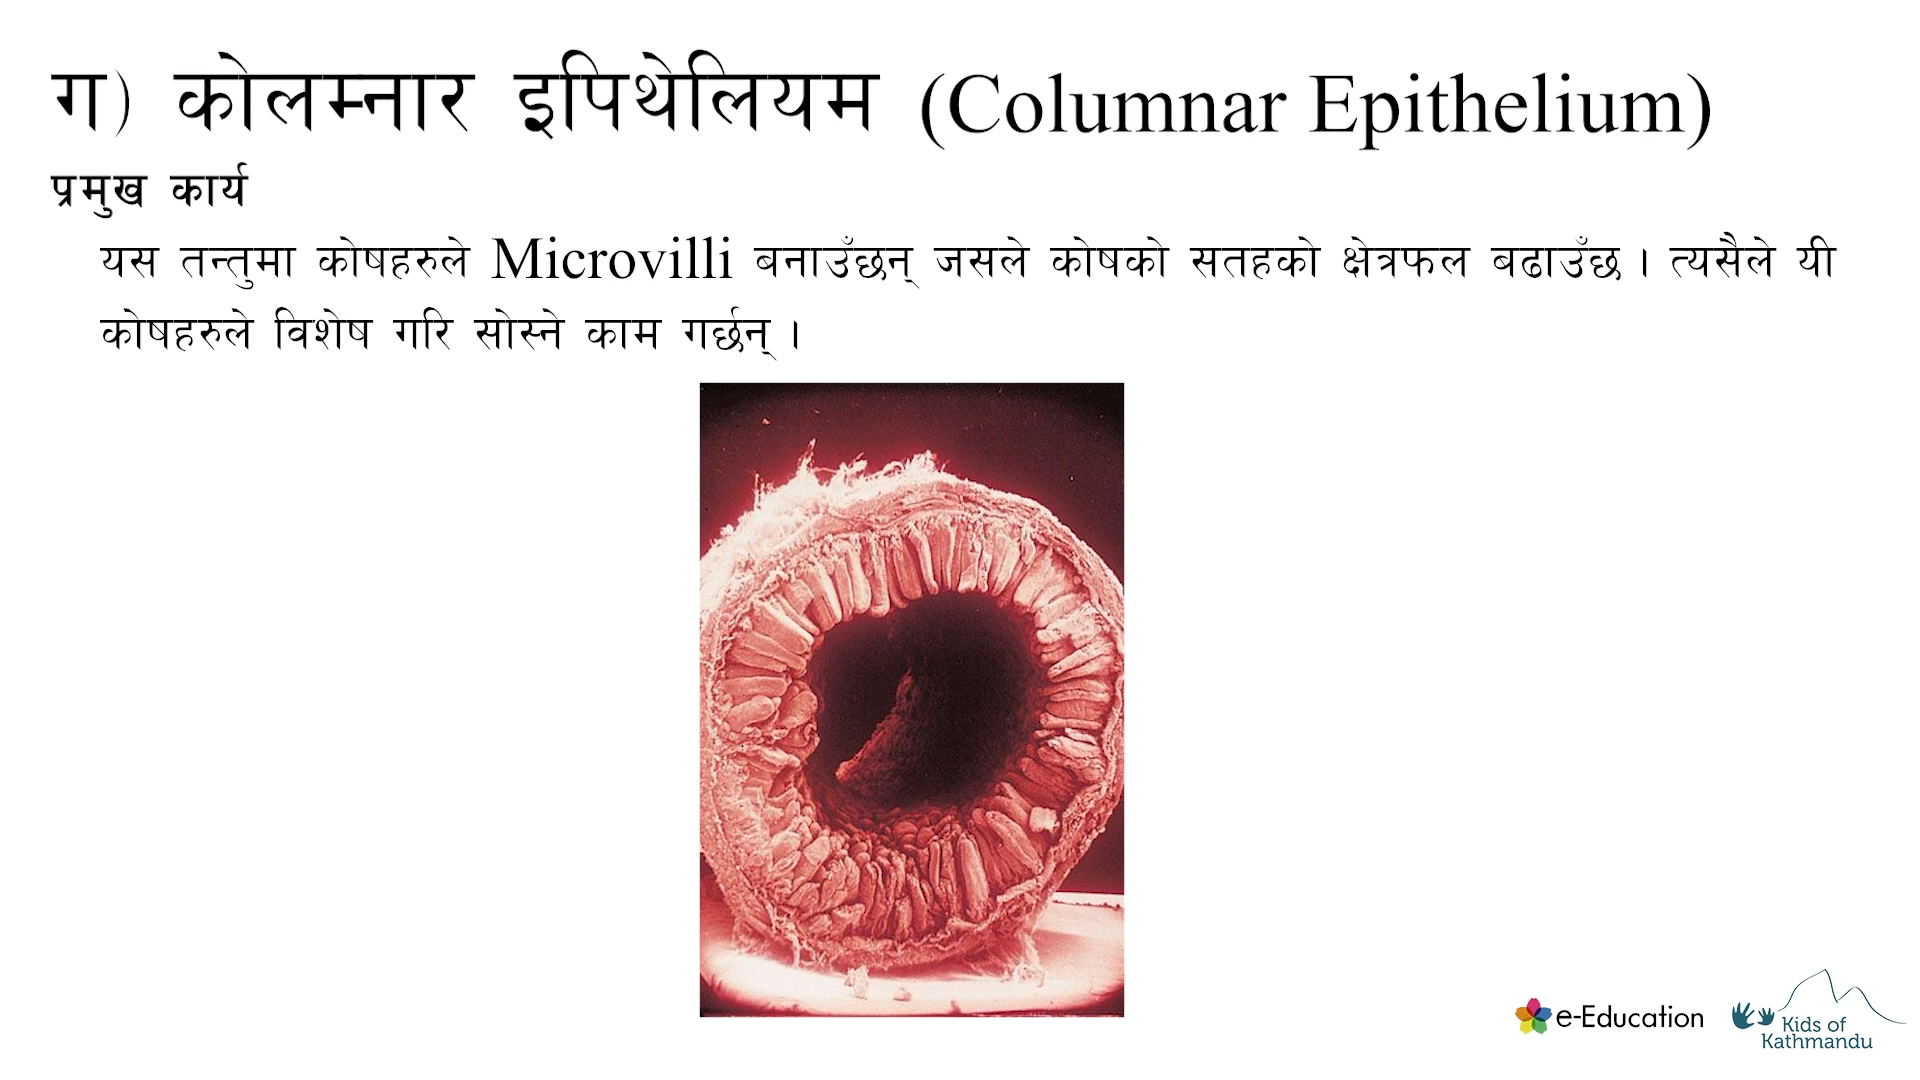 ग) कोलम्नार इपिथेलियम (Columnar Epithelium)
प्रमुख कार्य
यस तन्तुमा कोषहरुले Microvilli बनाउँछन् जसले कोषको सतहको क्षेत्रफल बढाउँछ । त्यसैले यी
कोषहरुले विशेष गरि सोस्ने काम गर्छन् ।
e-Education
Kids of
Kathmandu